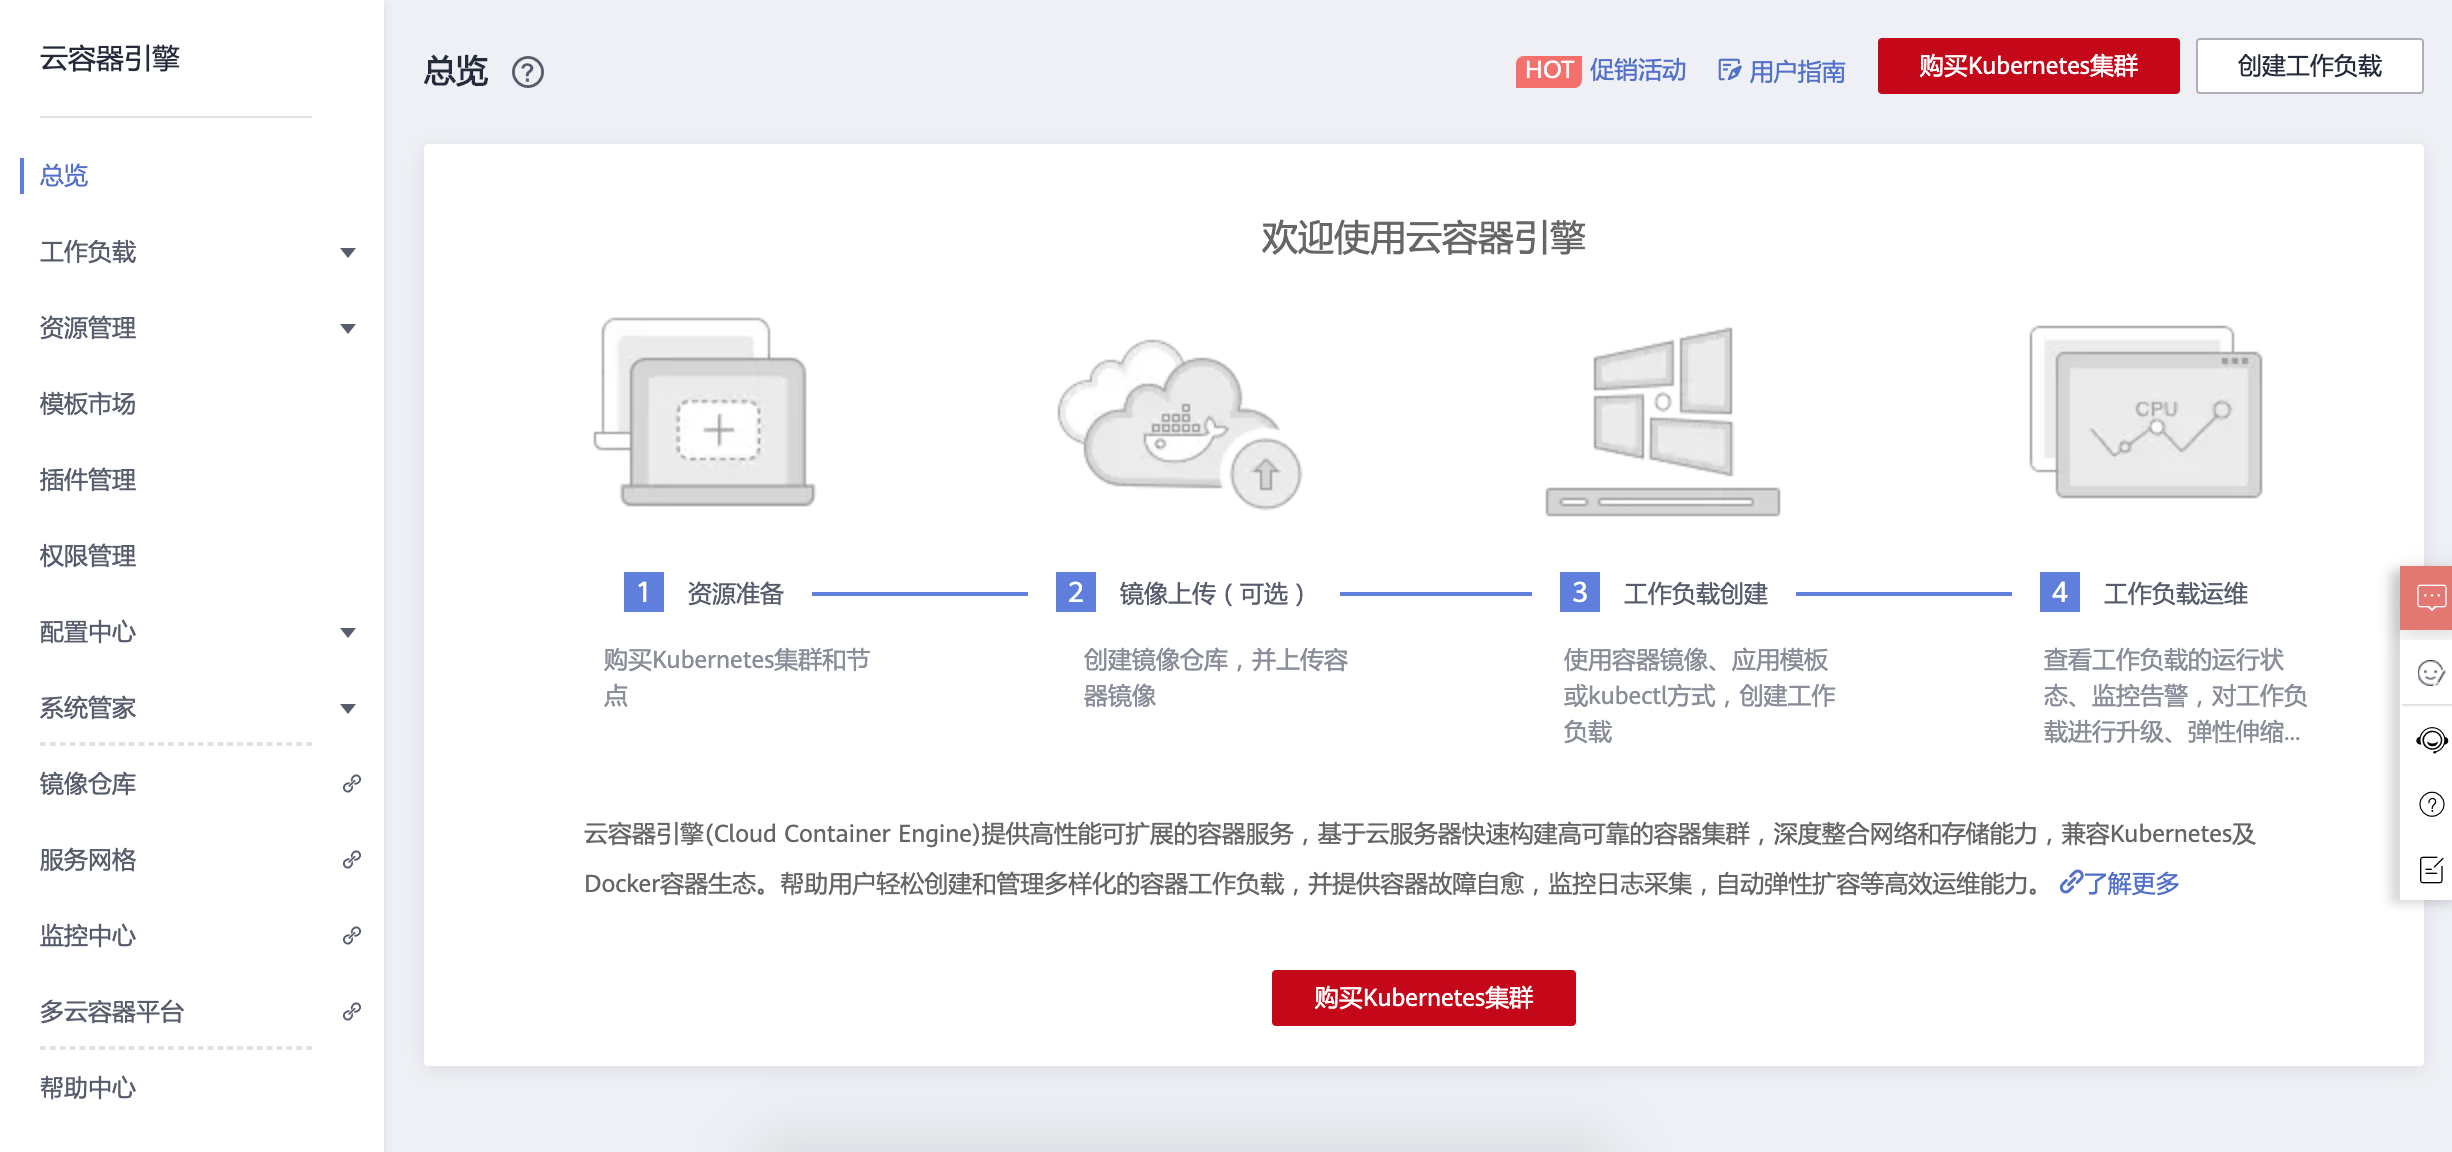 云容器引擎
总览
工作负载
资源管理
模板市场
插件管理
权限管理
配置中心
系统管家
镜像仓库
服务网格
监控中心
多云容器平台
帮助中心
总览 ?
HOT 促销活动 用户指南 购买Kubernetes集群 创建工作负载
欢迎使用云容器引擎
CPU
1 资源准备
购买Kubernetes集群和节
点
2 镜像上传（可选）
创建镜像仓库，并上传容
器镜像
3 工作负载创建
使用容器镜像、应用模板
或kubectl方式，创建工作
负载
4 工作负载运维
查看工作负载的运行状
态、监控告警，对工作负
载进行升级、弹性伸缩...
云容器引擎(Cloud Container Engine)提供高性能可扩展的容器服务，基于云服务器快速构建高可靠的容器集群，深度整合网络和存储能力，兼容Kubernetes及
Docker容器生态。帮助用户轻松创建和管理多样化的容器工作负载，并提供容器故障自愈，监控日志采集，自动弹性扩容等高效运维能力。 了解更多
购买Kubernetes集群